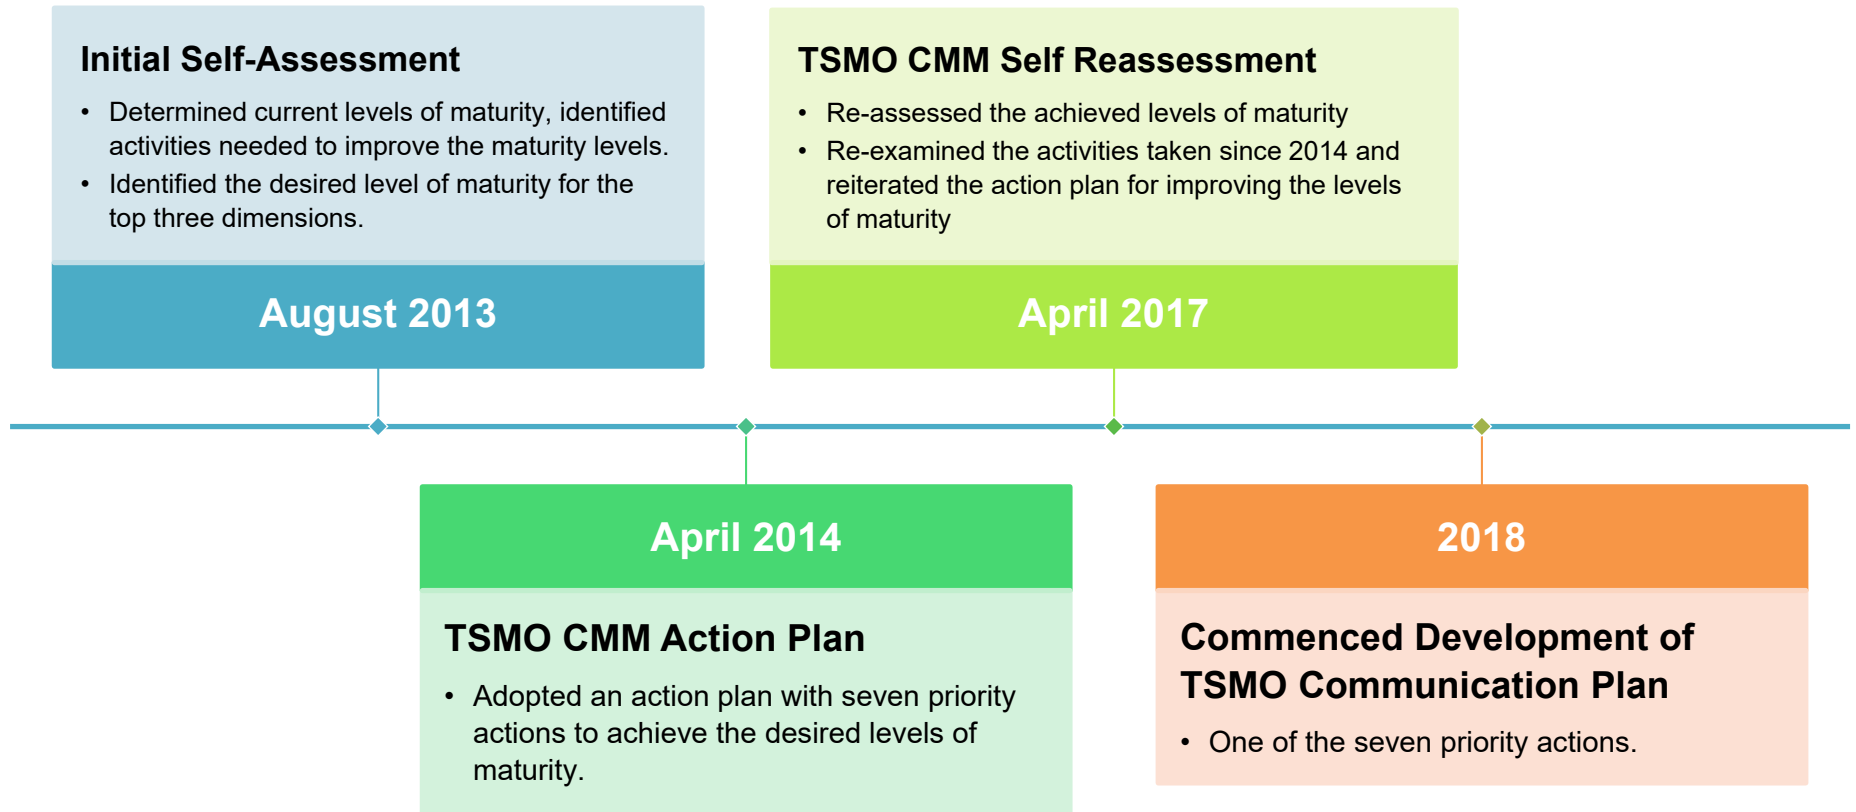 Initial Self-Assessment
• Determined current levels of maturity, identified
activities needed to improve the maturity levels.
• Identified the desired level of maturity for the
top three dimensions.
August 2013
TSMO CMM Self Reassessment
• Re-assessed the achieved levels of maturity
• Re-examined the activities taken since 2014 and
reiterated the action plan for improving the levels
of maturity
April 2017
April 2014
TSMO CMM Action Plan
• Adopted an action plan with seven priority
actions to achieve the desired levels of
maturity.
2018
Commenced Development of
TSMO Communication Plan
• One of the seven priority actions.